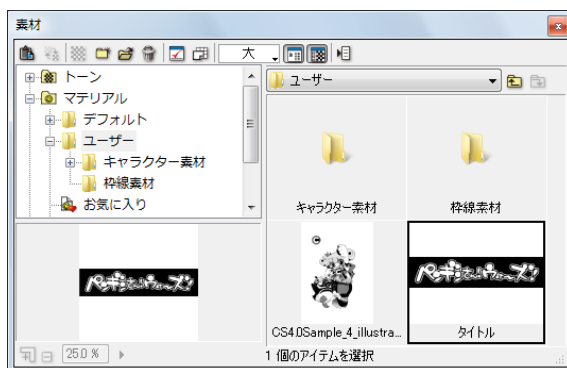 素材
大
トーン
マテリアル
デフォルト
ユーザー
キャラクター素材
枠線素材
お気に入り
25.0 %
ユーザー
キャラクター素材
枠線素材
CS4.0Sample_4_illustra...
タイトル
1 個のアイテムを選択